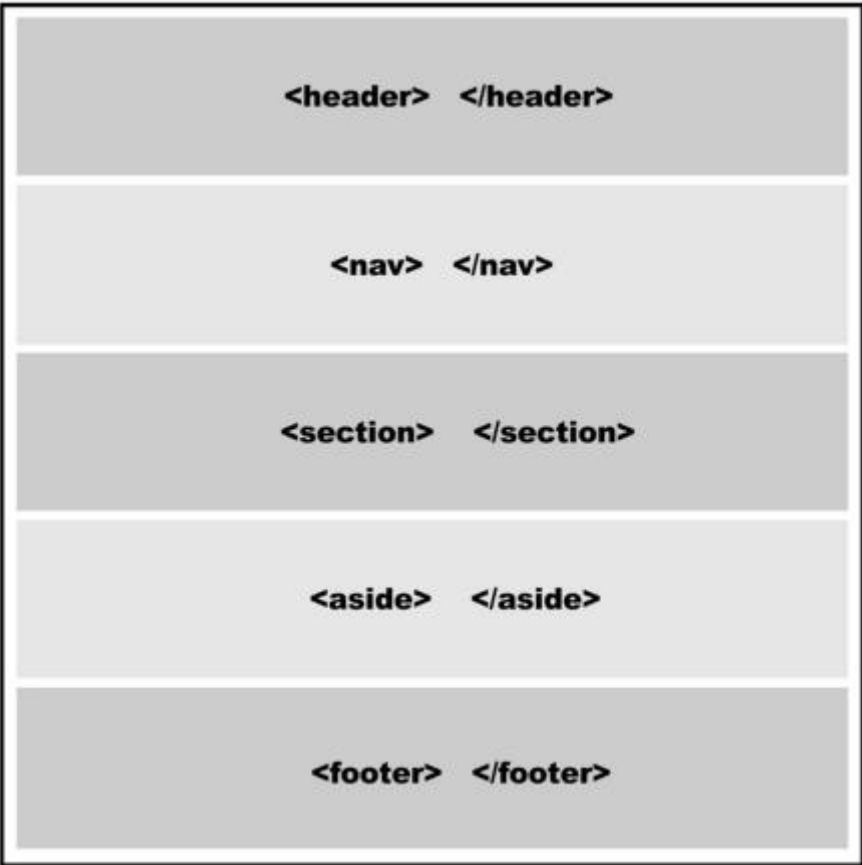 <header> </header>
<nav> </nav>
<section> </section>
<aside> </aside>
<footer> </footer>